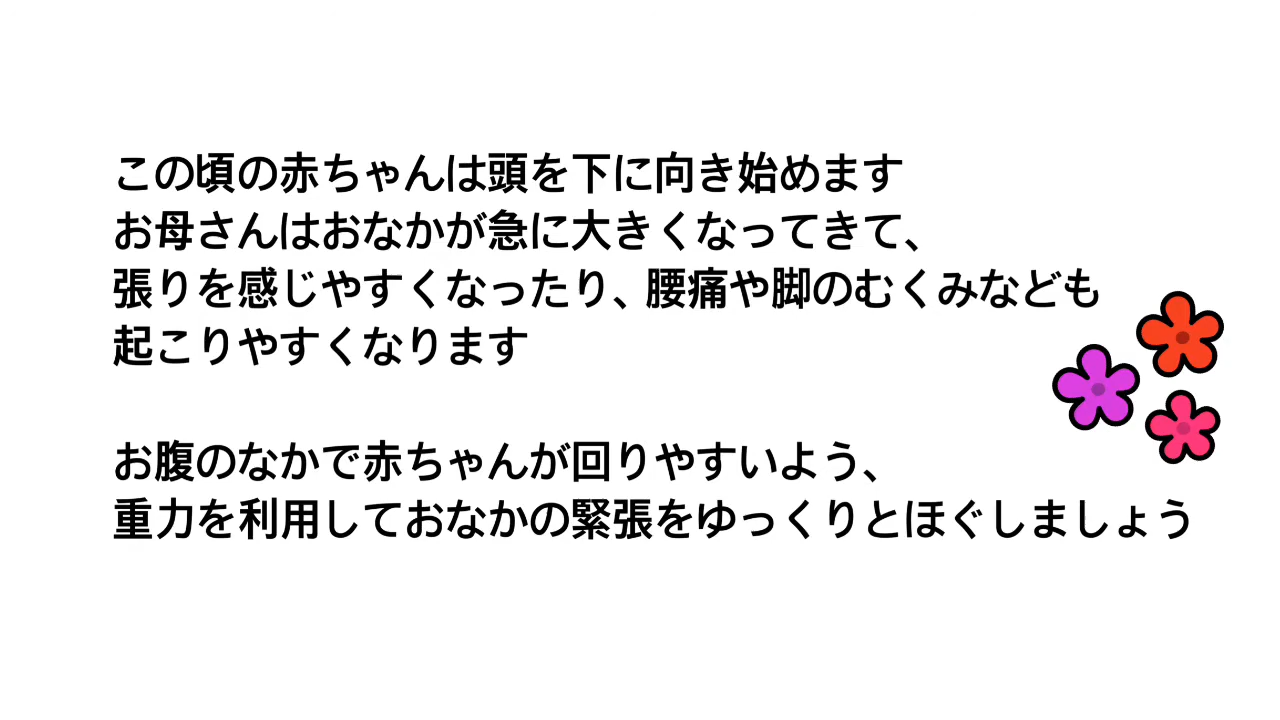 この頃の赤ちゃんは頭を下に向き始めます
お母さんはおなかが急に大きくなってきて、
張りを感じやすくなったり、腰痛や脚のむくみなども
起こりやすくなります
お腹のなかで赤ちゃんが回りやすいよう、
重力を利用しておなかの緊張をゆっくりとほぐしましょう